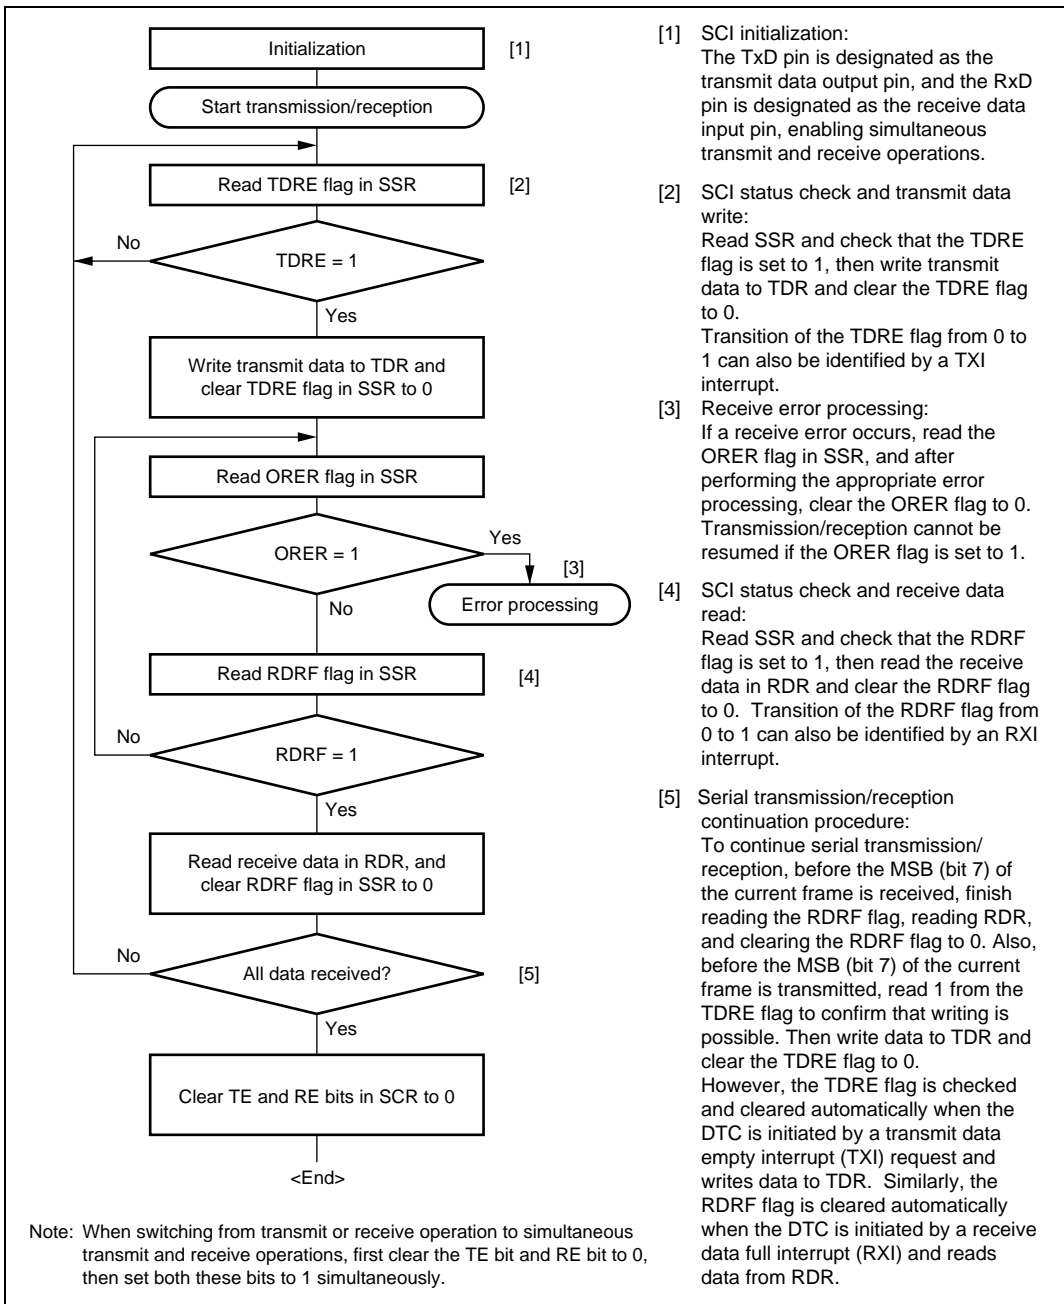 Initialization
[1]
Start transmission/reception
Read TDRE flag in SSR
[2]
No
TDRE = 1
Yes
Write transmit data to TDR and
clear TDRE flag in SSR to 0
Read ORER flag in SSR
Yes
ORER = 1
[3]
Error processing
No
Read RDRF flag in SSR
[4]
No
RDRF = 1
Yes
Read receive data in RDR, and
clear RDRF flag in SSR to 0
No
All data received?
[5]
Yes
Clear TE and RE bits in SCR to 0
<End>
Note: When switching from transmit or receive operation to simultaneous
transmit and receive operations, first clear the TE bit and RE bit to 0,
then set both these bits to 1 simultaneously.
[1] SCI initialization:
The TxD pin is designated as the
transmit data output pin, and the RxD
pin is designated as the receive data
input pin, enabling simultaneous
transmit and receive operations.
[2] SCI status check and transmit data
write:
Read SSR and check that the TDRE
flag is set to 1, then write transmit
data to TDR and clear the TDRE flag
to 0.
Transition of the TDRE flag from 0 to
1 can also be identified by a TXI
interrupt.
[3] Receive error processing:
If a receive error occurs, read the
ORER flag in SSR, and after
performing the appropriate error
processing, clear the ORER flag to 0.
Transmission/reception cannot be
resumed if the ORER flag is set to 1.
[4] SCI status check and receive data
read:
Read SSR and check that the RDRF
flag is set to 1, then read the receive
data in RDR and clear the RDRF flag
to 0. Transition of the RDRF flag from
0 to 1 can also be identified by an RXI
interrupt.
[5] Serial transmission/reception
continuation procedure:
To continue serial transmission/
reception, before the MSB (bit 7) of
the current frame is received, finish
reading the RDRF flag, reading RDR,
and clearing the RDRF flag to 0. Also,
before the MSB (bit 7) of the current
frame is transmitted, read 1 from the
TDRE flag to confirm that writing is
possible. Then write data to TDR and
clear the TDRE flag to 0.
However, the TDRE flag is checked
and cleared automatically when the
DTC is initiated by a transmit data
empty interrupt (TXI) request and
writes data to TDR. Similarly, the
RDRF flag is cleared automatically
when the DTC is initiated by a receive
data full interrupt (RXI) and reads
data from RDR.